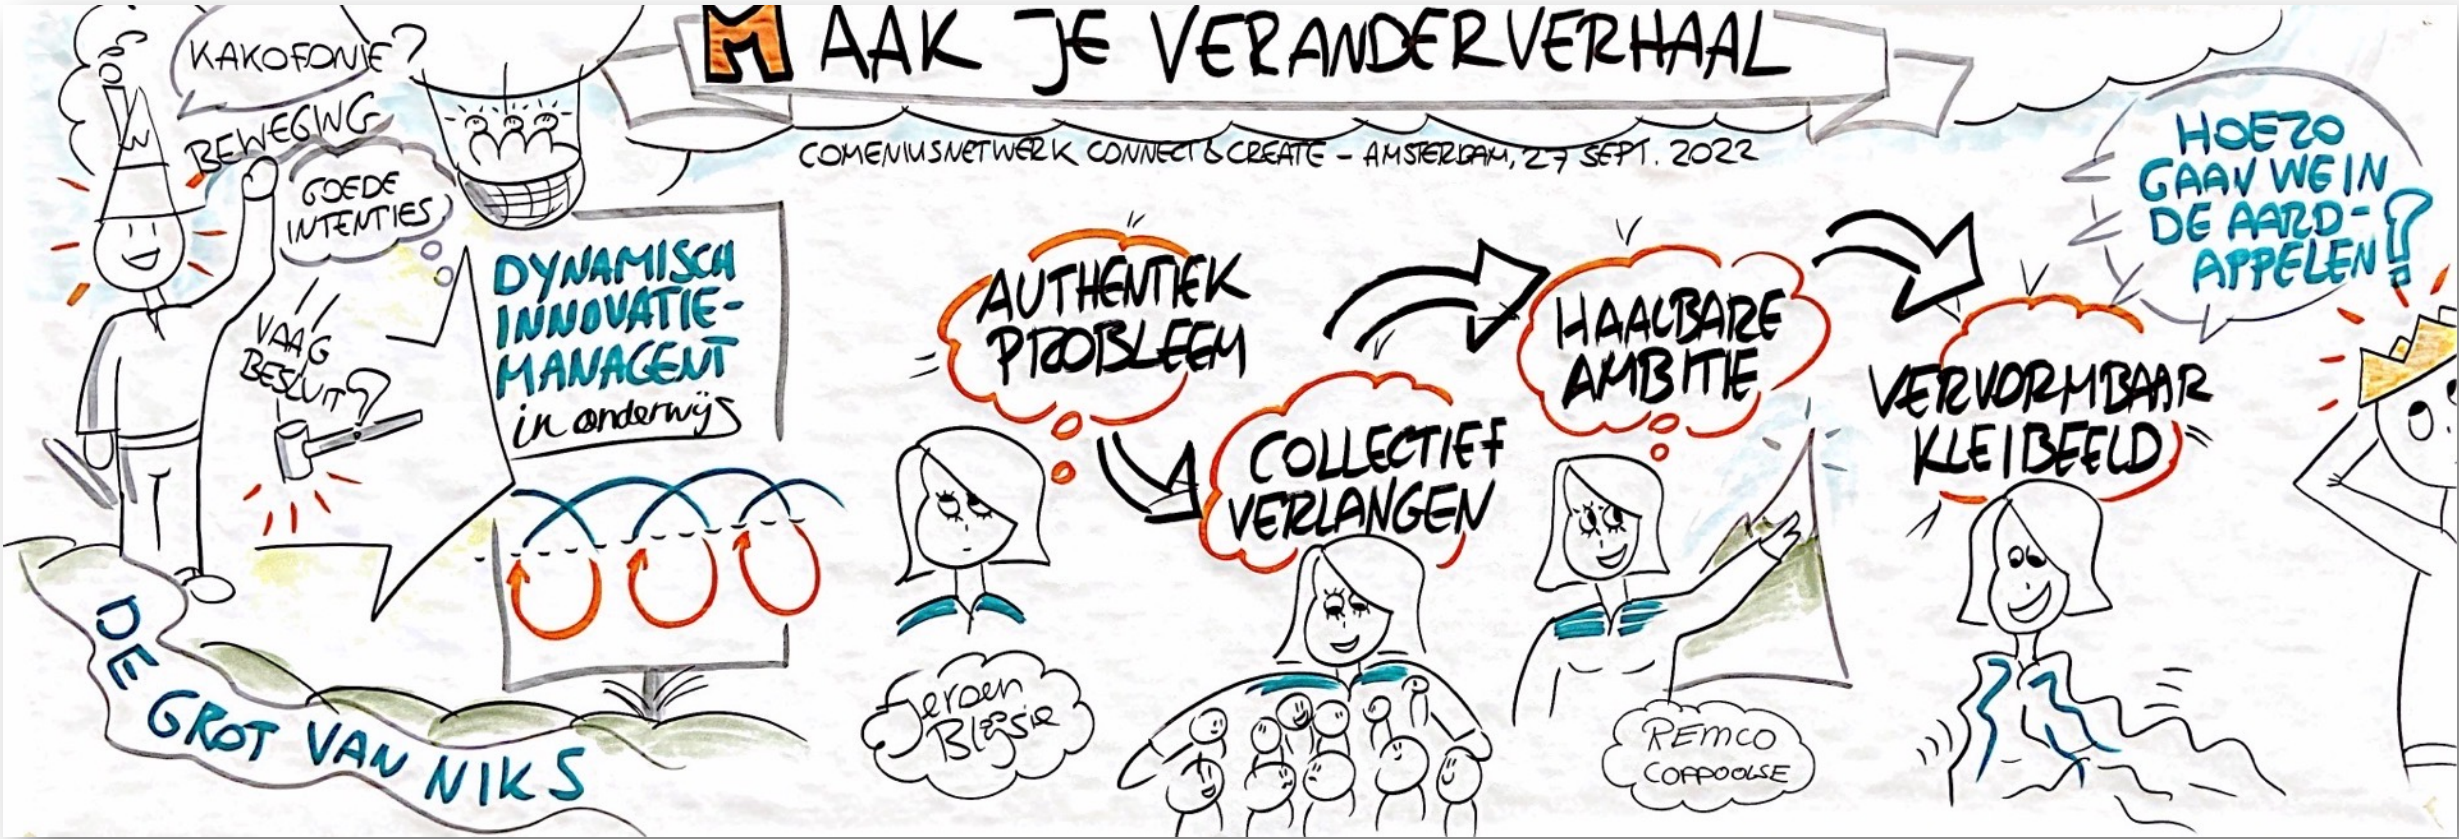 MAAK JE VERANDERVERHAAL
COMENIUSNETWERK CONNECT & CREATE - AMSTERDAM, 27 SEPT. 2022
KAKOFONIE?
BEWEGING
GOEDE
INTENTIES
VAAG
BESLUIT?
DYNAMISCH
INNOVATIE-
MANAGENT
in onderwijs
DE GROT VAN NIKS
AUTHENTIEK
PROBLEEM
COLLECTIEF
VERLANGEN
HAALBARE
AMBITIE
VERVORMBAAR
KLEIBEELD
HOEZO
GAAN WE IN
DE AARD-
APPELEN?
Jeroen
REMCO
COPPOOLSE